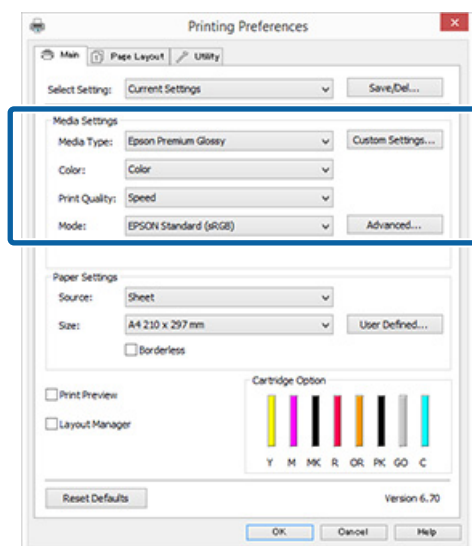 Printing Preferences
Main Page Layout Utility
Select Setting: Current Settings Save/Del...
Media Settings
Media Type: Epson Premium Glossy Custom Settings...
Color: Color
Print Quality: Speed
Mode: EPSON Standard (sRGB) Advanced...
Paper Settings
Source: Sheet
Size: A4 210 x 297 mm User Defined...
Borderless
Print Preview
Layout Manager
Cartridge Option
Y M MK R OR PK GO C
Reset Defaults Version 6.70
OK Cancel Help